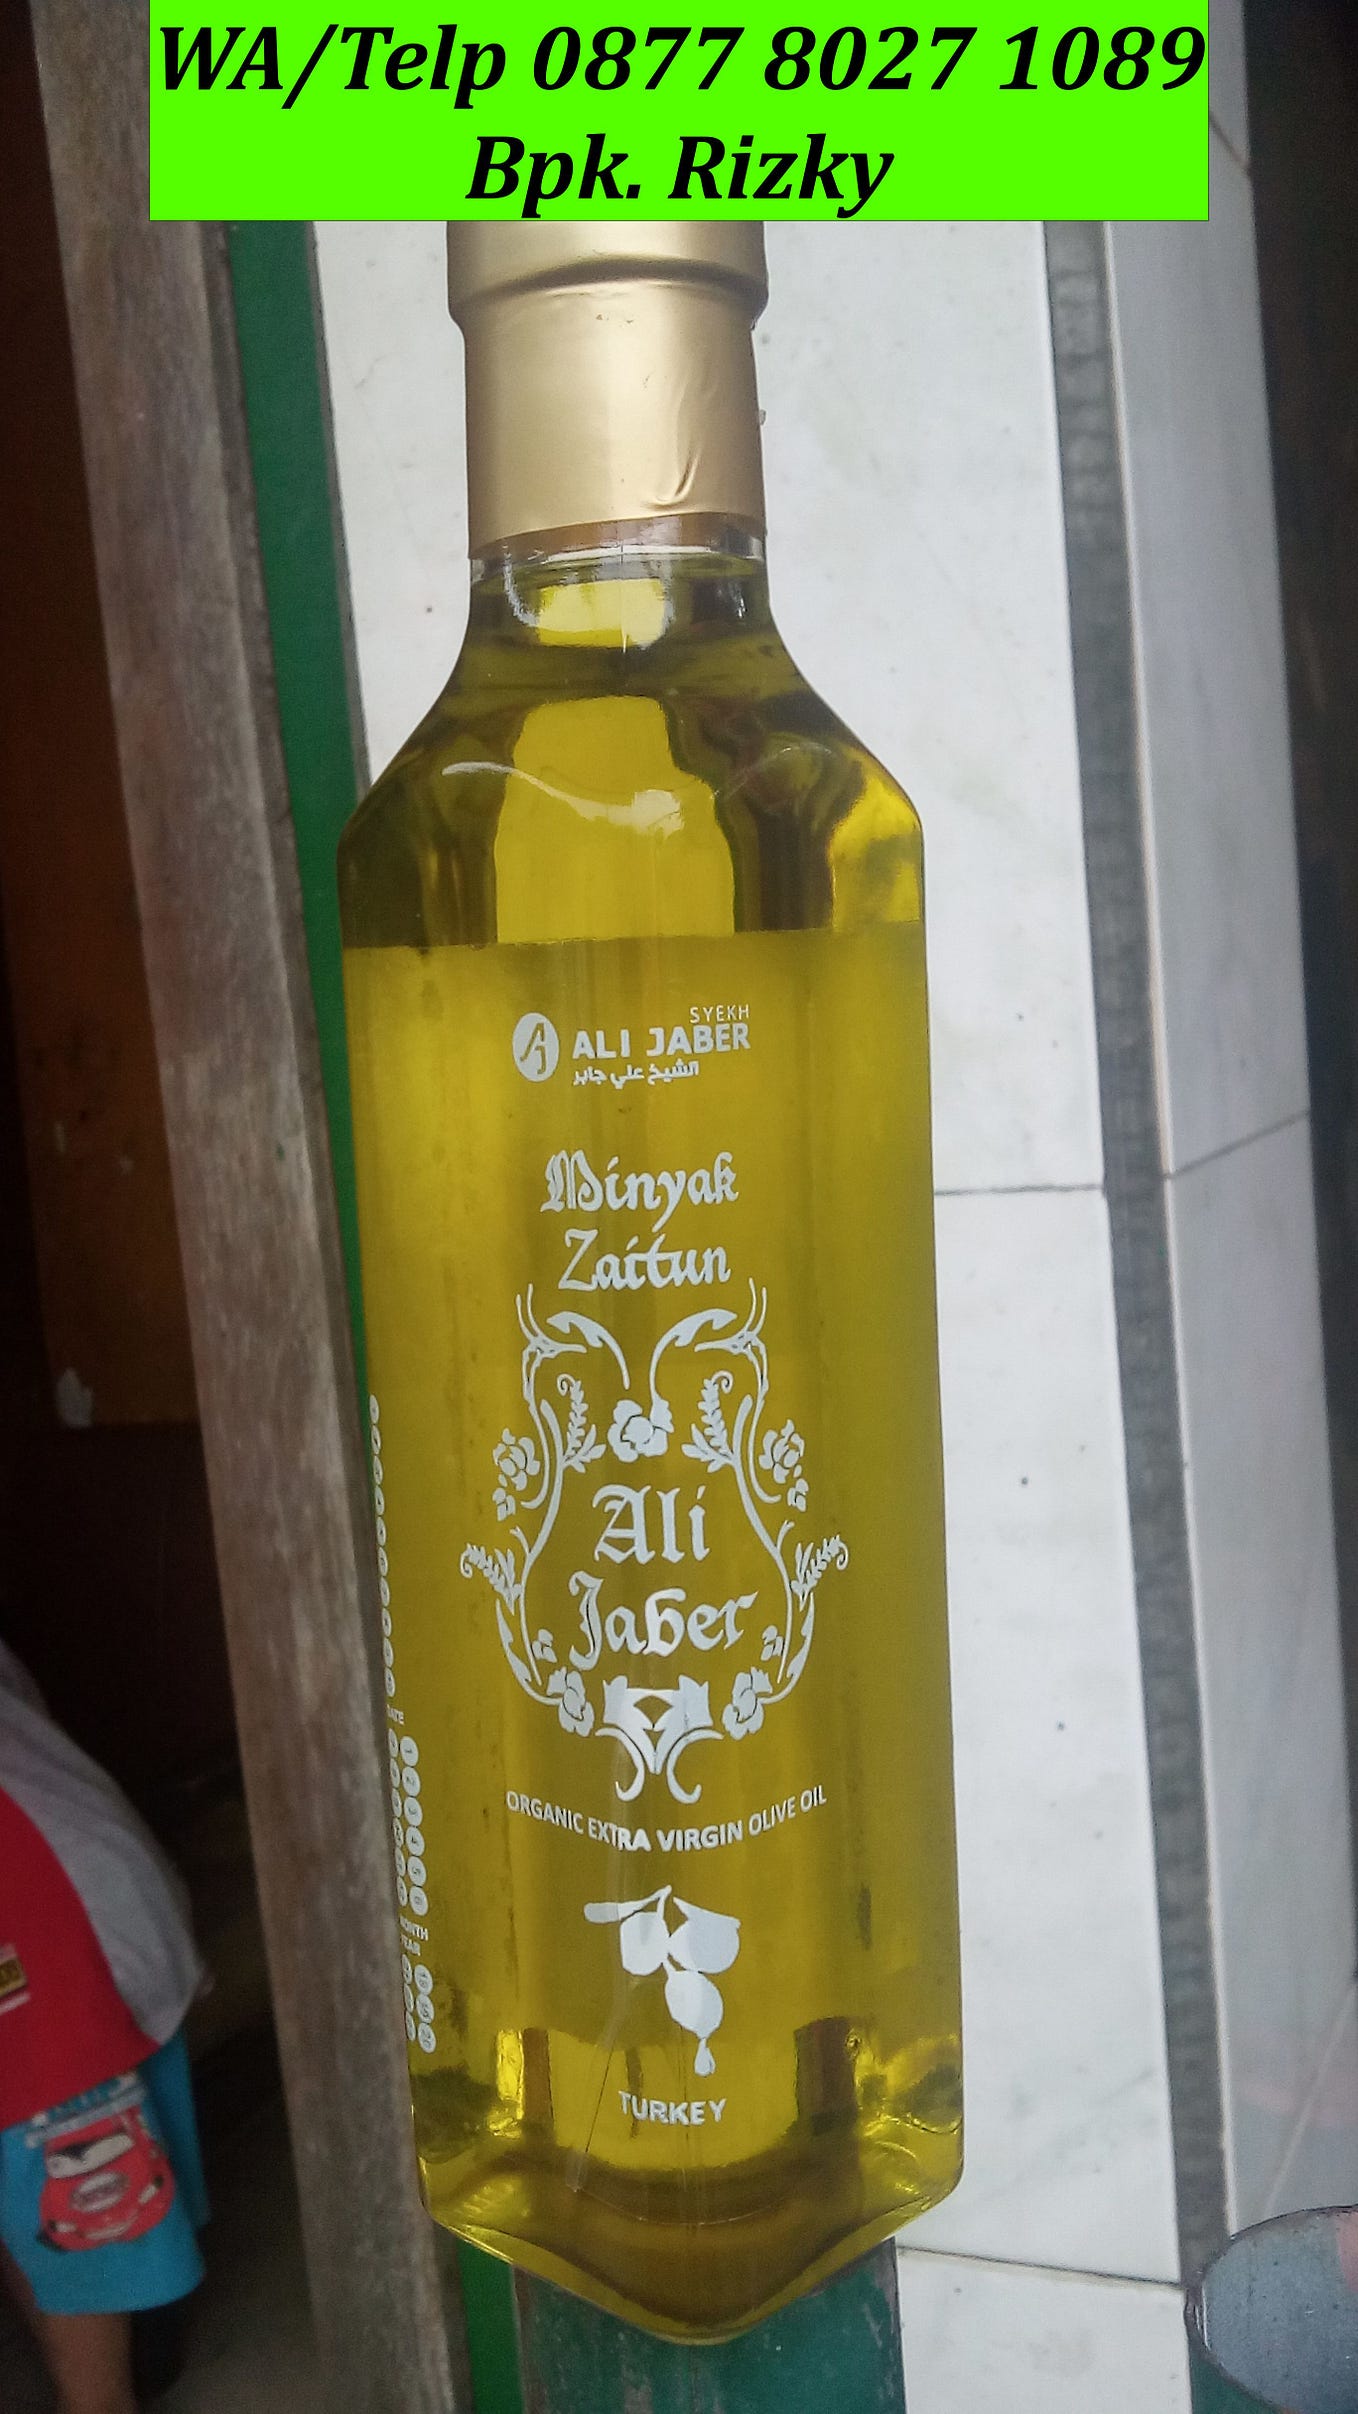 WA/Telp 0877 8027 1089
Bpk. Rizky
SYEKH
AJ ALI JABER
الشيخ علي جابر
Minyak
Zaitun
Ali
Jaber
ORGANIC EXTRA VIRGIN OLIVE OIL
TURKEY